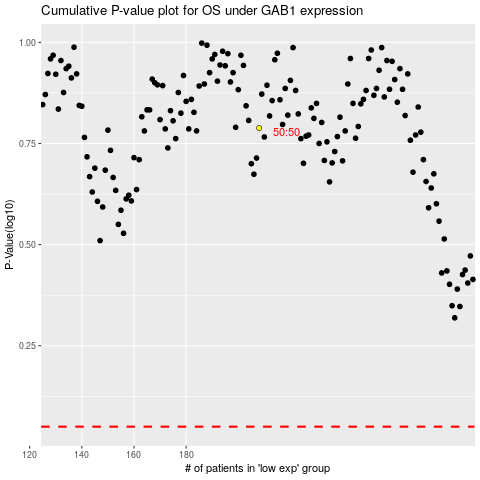 Cumulative P-value plot for OS under GAB1 expression
P-Value(log10)
1.00
0.75
0.50
0.25
50:50
120 140 160 180
# of patients in 'low exp' group